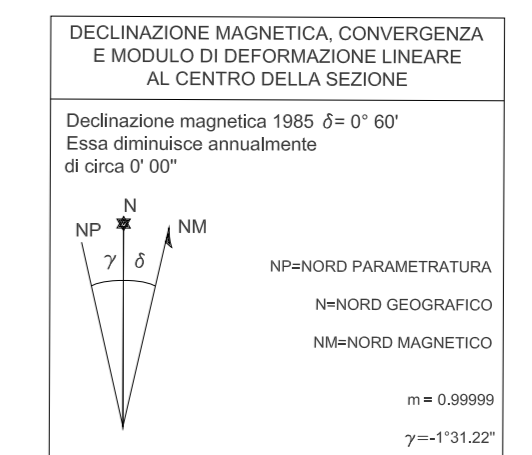 DECLINAZIONE MAGNETICA, CONVERGENZA
E MODULO DI DEFORMAZIONE LINEARE
AL CENTRO DELLA SEZIONE
Declinazione magnetica 1985 δ= 0° 60'
Essa diminuisce annualmente
di circa 0' 00"
N
NP
NM
γ
δ
NP=NORD PARAMETRATURA
N=NORD GEOGRAFICO
NM=NORD MAGNETICO
m = 0.99999
γ=-1°31.22"